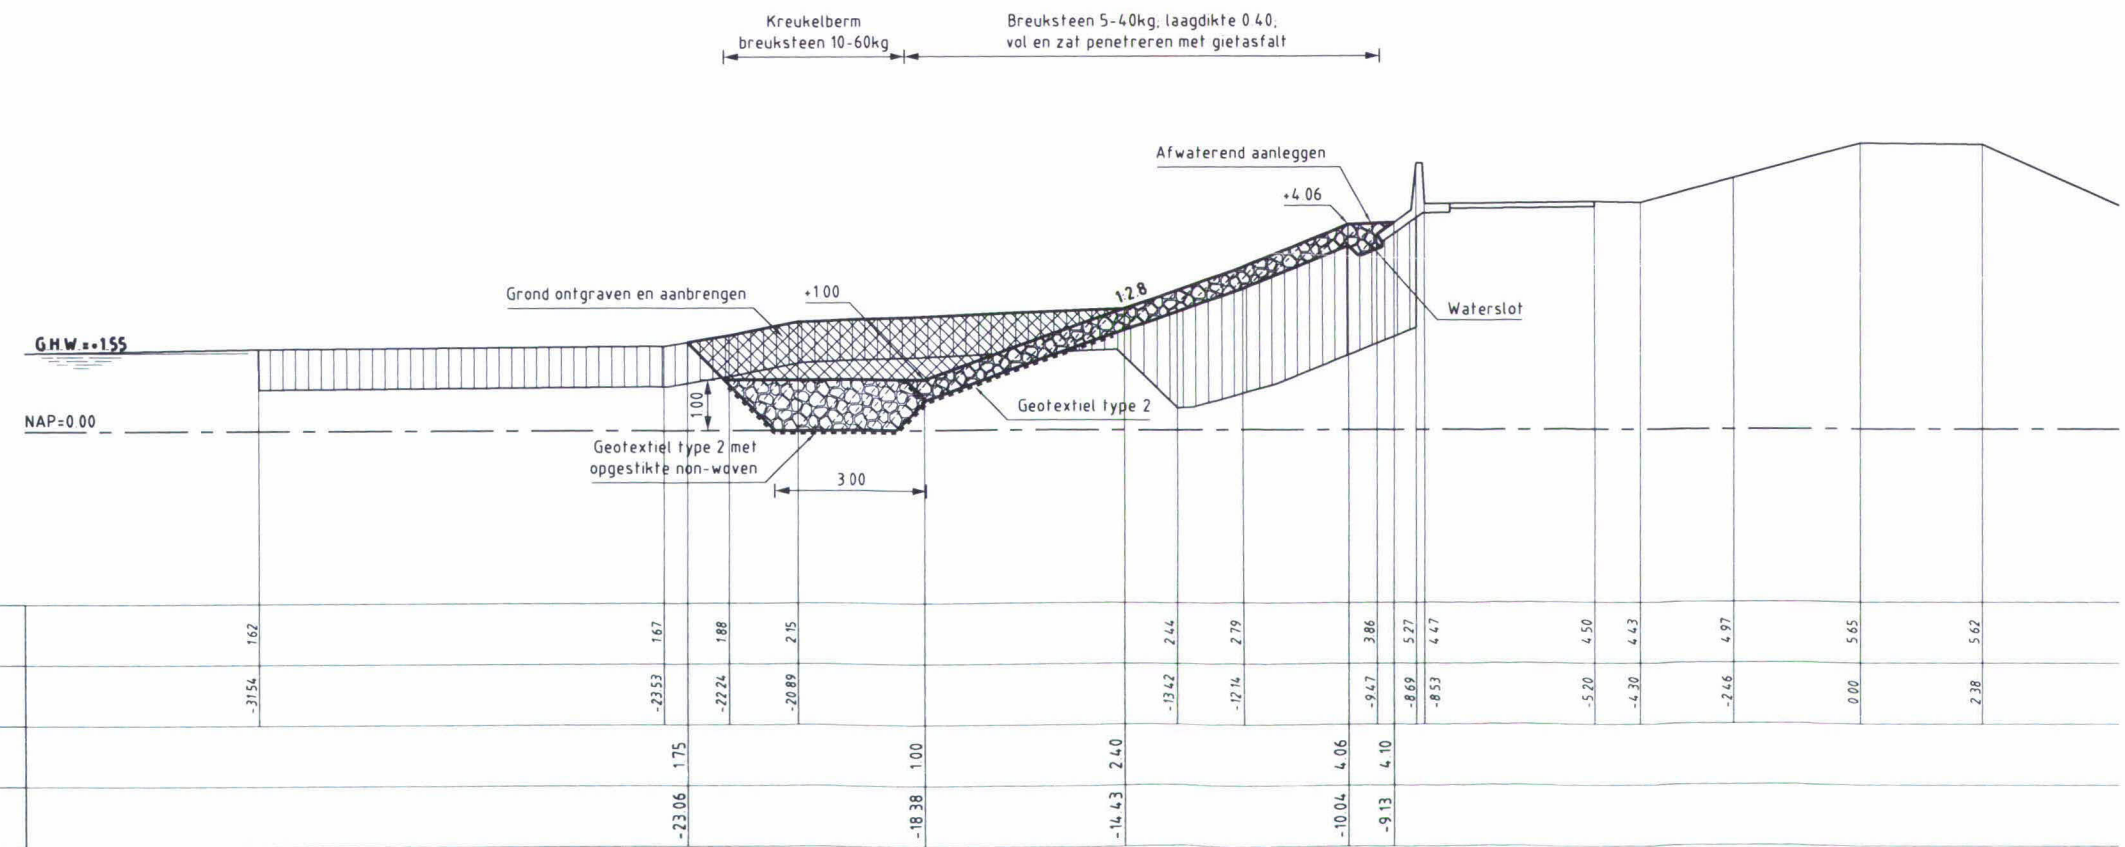 Kreukelberm
breuksteen 10-60kg
Breuksteen 5-40kg; laagdikte 0.40;
vol en zat penetreren met gietasfalt
Afwaterend aanleggen
+4.06
Grond ontgraven en aanbrengen
+1.00
1:2.8
Waterslot
G.H.W.=+1.55
NAP=0.00
1.00
Geotextiel type 2
Geotextiel type 2 met
opgestikte non-woven
3.00
1.62 1.67 1.88 2.15 2.44 2.79 3.86 5.27 4.47 4.50 4.43 4.97 5.65 5.62
-31.54 -23.53 -22.24 -20.89 -13.42 -12.14 -9.47 -8.69 -8.53 -5.20 -4.30 -2.46 0.00 2.38
1.75 1.00 2.40 4.06 4.10
-23.06 -18.38 -14.43 -10.04 -9.13